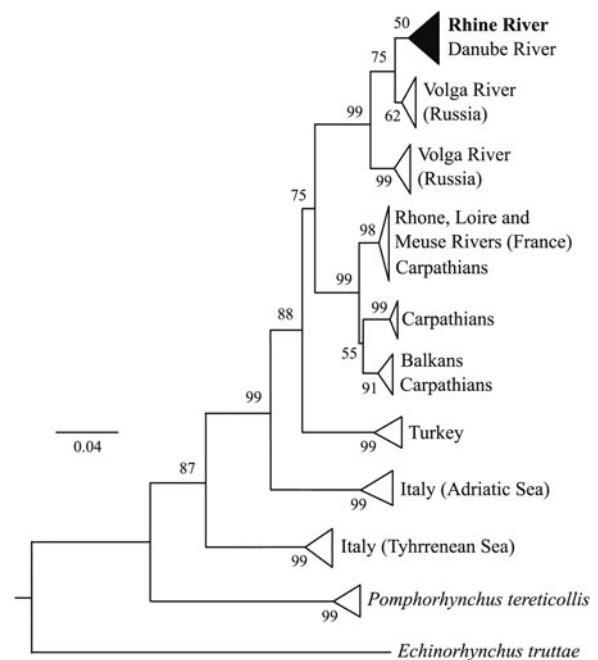 50
Rhine River
Danube River
75
Volga River
62
(Russia)
99
Volga River
99
(Russia)
75
98
Rhone, Loire and
Meuse Rivers (France)
Carpathians
99
99
Carpathians
88
55
Balkans
91
Carpathians
99
0.04
99
Turkey
87
99
Italy (Adriatic Sea)
99
Italy (Tyhrrenean Sea)
99
Pomphorhynchus tereticollis
Echinorhynchus truttae